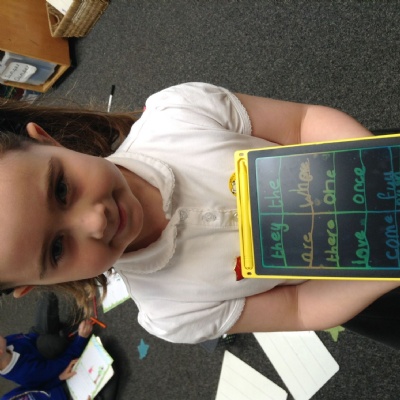 they the
are where
there one
love once
come